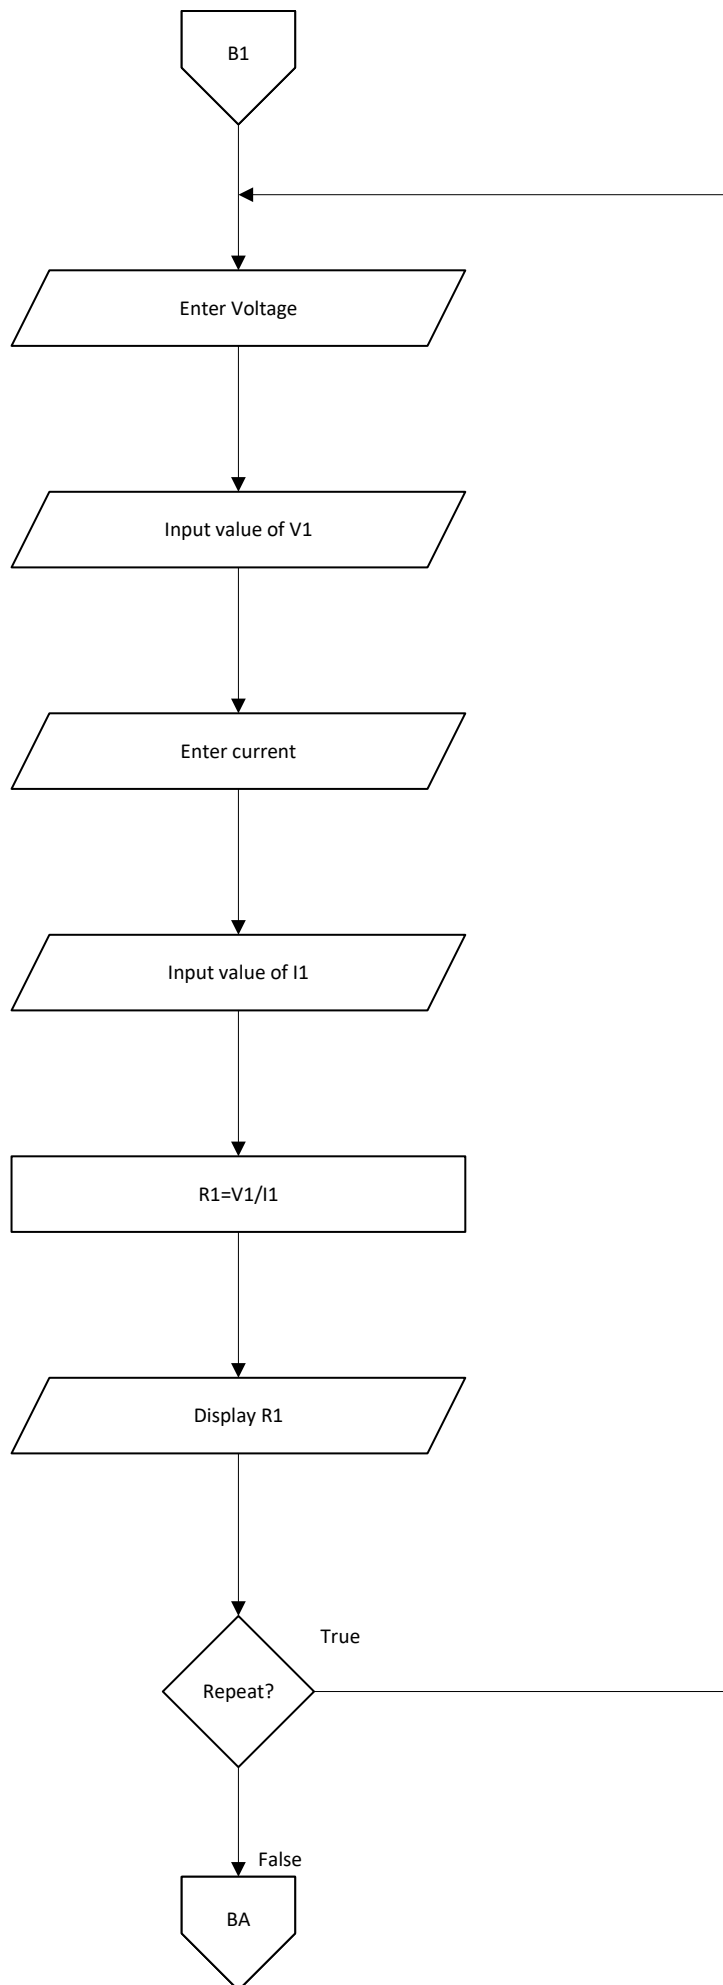 B1
Enter Voltage
Input value of V1
Enter current
Input value of I1
R1=V1/I1
Display R1
True
Repeat?
False
BA